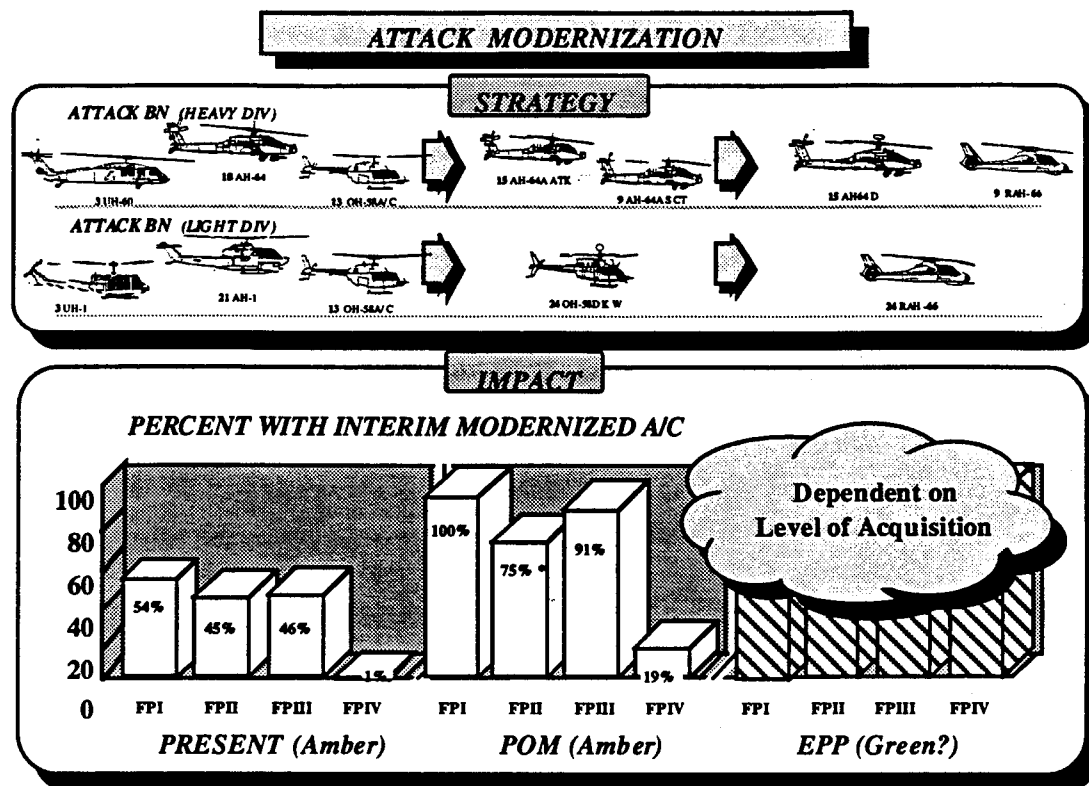 ATTACK MODERNIZATION
STRATEGY
ATTACK BN (HEAVY DIV)
3 UH-60
18 AH-64
13 OH-58A/C
15 AH-64A ATK
9 AH-64A SCT
15 AH64 D
9 RAH-66
ATTACK BN (LIGHT DIV)
3 UH-1
21 AH-1
13 OH-58A/C
24 OH-58D K W
24 RAH-66
IMPACT
PERCENT WITH INTERIM MODERNIZED A/C
100
80
60
40
20
0
54%
45%
46%
1%
100%
75% *
91%
19%
Dependent on
Level of Acquisition
FPI FPII FPIII FPIV FPI FPII FPIII FPIV FPI FPII FPIII FPIV
PRESENT (Amber) POM (Amber) EPP (Green?)